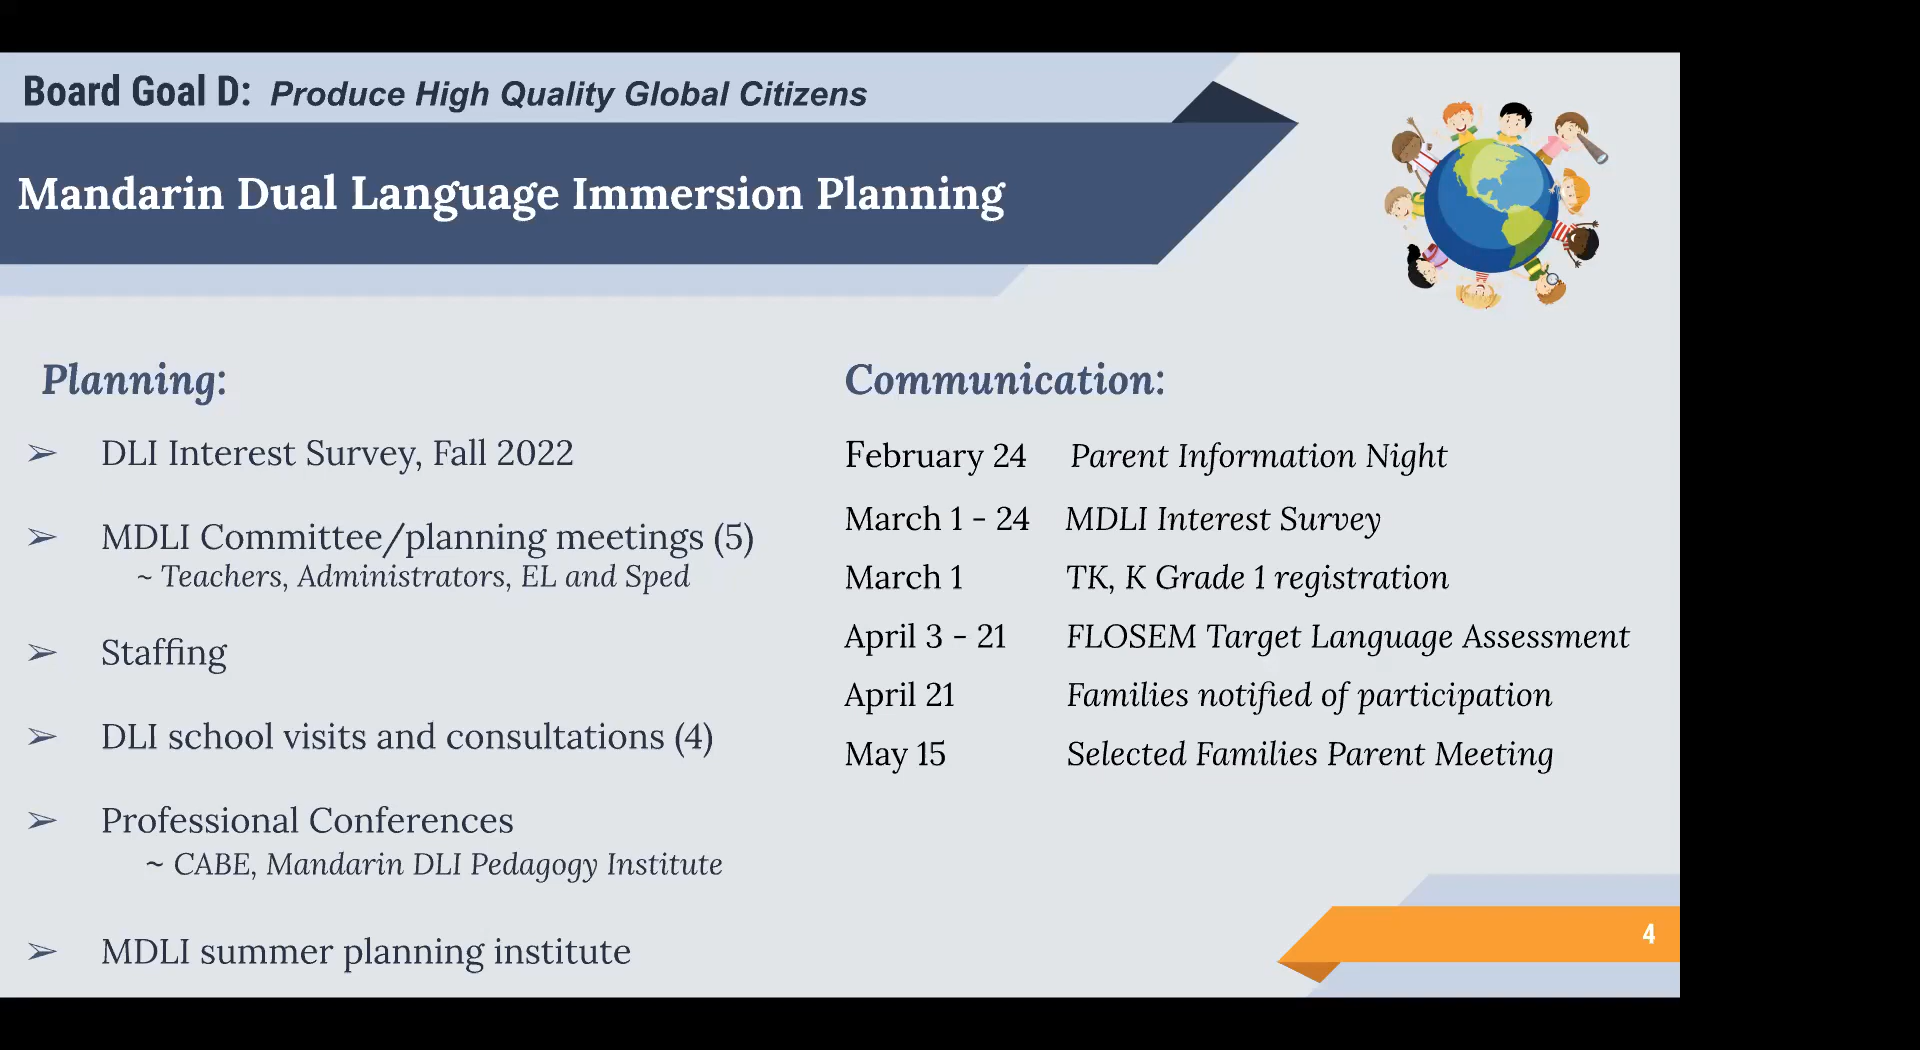 Board Goal D: Produce High Quality Global Citizens
Mandarin Dual Language Immersion Planning
Planning:
➢ DLI Interest Survey, Fall 2022
➢ MDLI Committee/planning meetings (5)
~ Teachers, Administrators, EL and Sped
➢ Staffing
➢ DLI school visits and consultations (4)
➢ Professional Conferences
~ CABE, Mandarin DLI Pedagogy Institute
➢ MDLI summer planning institute
Communication:
February 24 Parent Information Night
March 1 - 24 MDLI Interest Survey
March 1 TK, K Grade 1 registration
April 3 - 21 FLOSEM Target Language Assessment
April 21 Families notified of participation
May 15 Selected Families Parent Meeting
4